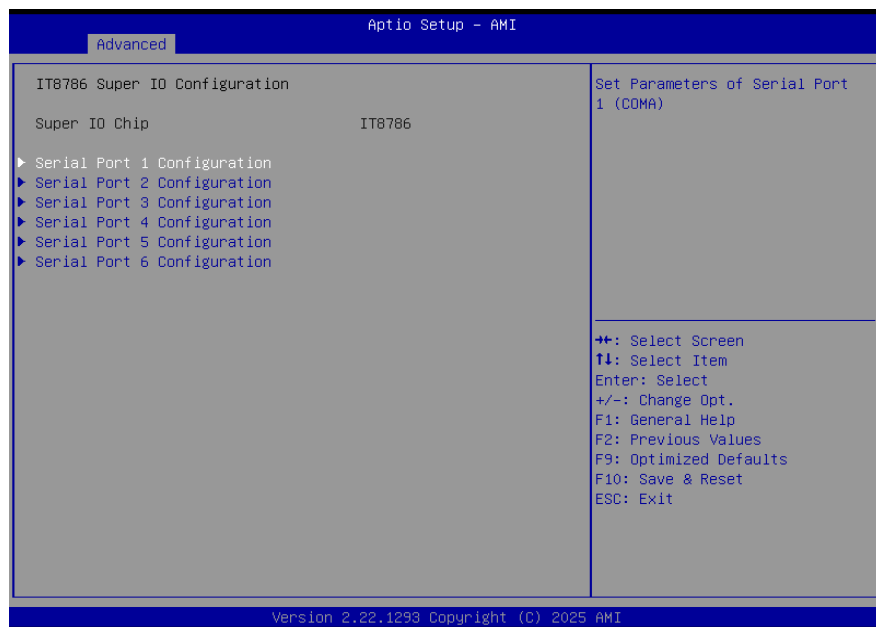 Aptio Setup – AMI
Advanced
IT8786 Super IO Configuration
Super IO Chip IT8786
Serial Port 1 Configuration
Serial Port 2 Configuration
Serial Port 3 Configuration
Serial Port 4 Configuration
Serial Port 5 Configuration
Serial Port 6 Configuration
Set Parameters of Serial Port
1 (COMA)
→←: Select Screen
↑↓: Select Item
Enter: Select
+/-: Change Opt.
F1: General Help
F2: Previous Values
F9: Optimized Defaults
F10: Save & Reset
ESC: Exit
Version 2.22.1293 Copyright (C) 2025 AMI